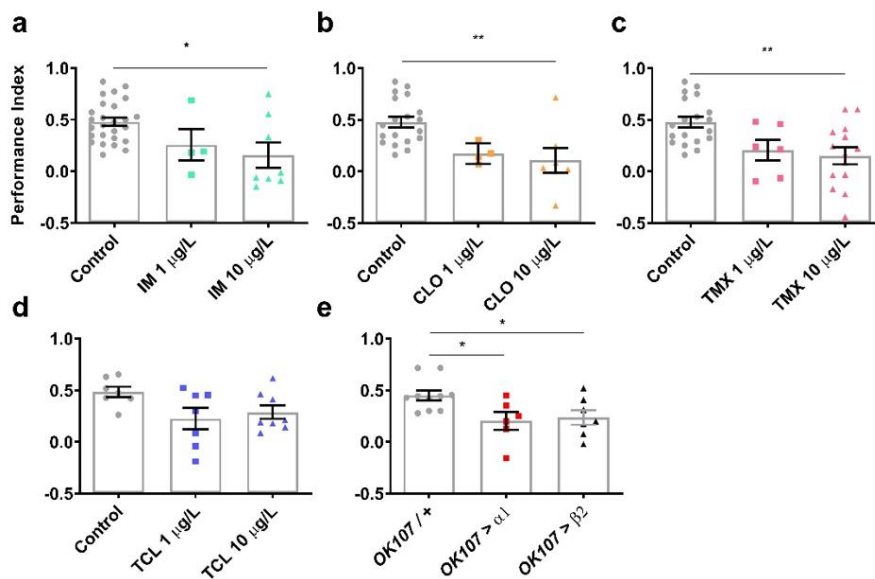 a
*
Performance Index
1.0
0.5
0.0
-0.5
Control
IM 1 µg/L
IM 10 µg/L
b
**
1.0
0.5
0.0
-0.5
Control
CLO 1 µg/L
CLO 10 µg/L
c
**
1.0
0.5
0.0
-0.5
Control
TMX 1 µg/L
TMX 10 µg/L
d
1.0
0.5
0.0
-0.5
Control
TCL 1 µg/L
TCL 10 µg/L
e
*
*
1.0
0.5
0.0
-0.5
OK107 / +
OK107 > α1
OK107 > β2